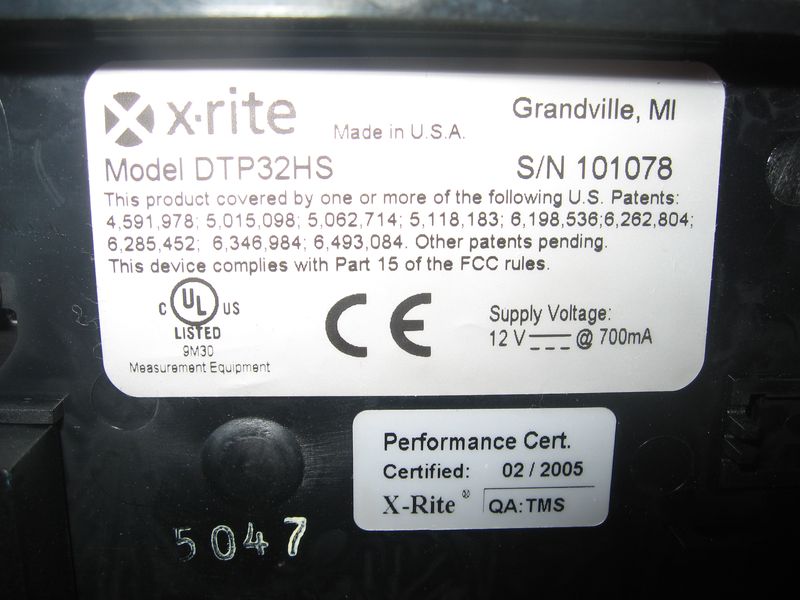 x·rite
Grandville, MI
Made in U.S.A.
Model DTP32HS
S/N 101078
This product covered by one or more of the following U.S. Patents:
4,591,978; 5,015,098; 5,062,714; 5,118,183; 6,198,536;6,262,804;
6,285,452; 6,346,984; 6,493,084. Other patents pending.
This device complies with Part 15 of the FCC rules.
C UL US
LISTED
9M30
Measurement Equipment
CE
Supply Voltage:
12 V @ 700mA
Performance Cert.
Certified: 02 / 2005
X-Rite® QA:TMS
5047